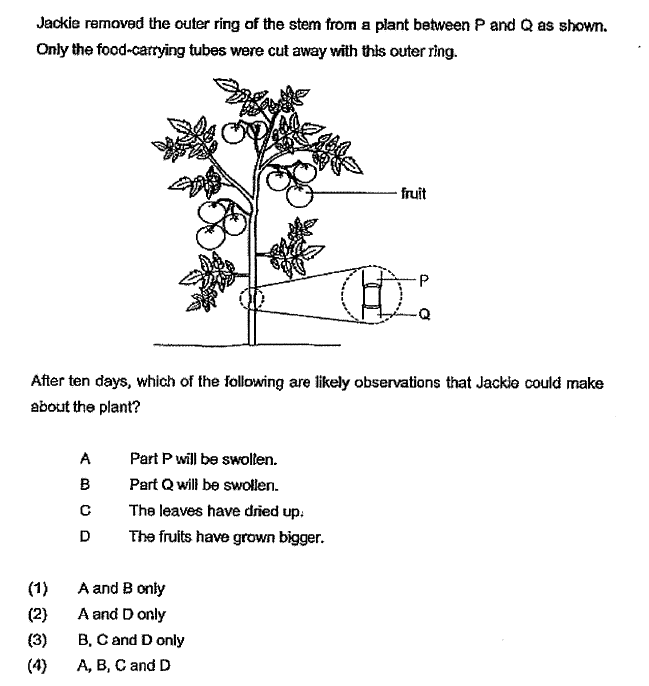 Jackie removed the outer ring of the stem from a plant between P and Q as shown.
Only the food-carrying tubes were cut away with this outer ring.
fruit
P
Q
After ten days, which of the following are likely observations that Jackie could make
about the plant?
A Part P will be swollen.
B Part Q will be swollen.
C The leaves have dried up.
D The fruits have grown bigger.
(1) A and B only
(2) A and D only
(3) B, C and D only
(4) A, B, C and D